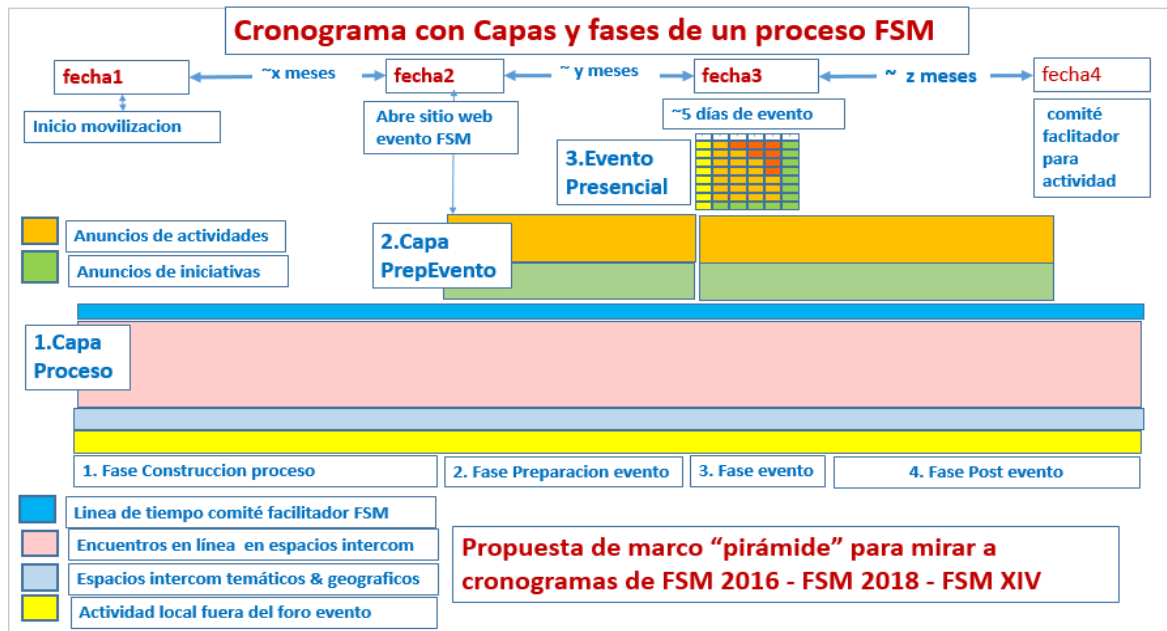 Cronograma con Capas y fases de un proceso FSM
fecha1
~x meses
fecha2
~ y meses
fecha3
~ z meses
fecha4
Inicio movilizacion
Abre sitio web
evento FSM
~5 días de evento
comité
faclitador
para
actividad
3.Evento
Presencial
Anuncios de actividades
Anuncios de iniciativas
2.Capa
PrepEvento
1.Capa
Proceso
1. Fase Construccion proceso
2. Fase Preparacion evento
3. Fase evento
4. Fase Post evento
Linea de tiempo comité facilitador FSM
Encuentros en línea en espacios intercom
Espacios intercom temáticos & geograficos
Actividad local fuera del foro evento
Propuesta de marco “pirámide” para mirar a
cronogramas de FSM 2016 - FSM 2018 - FSM XIV